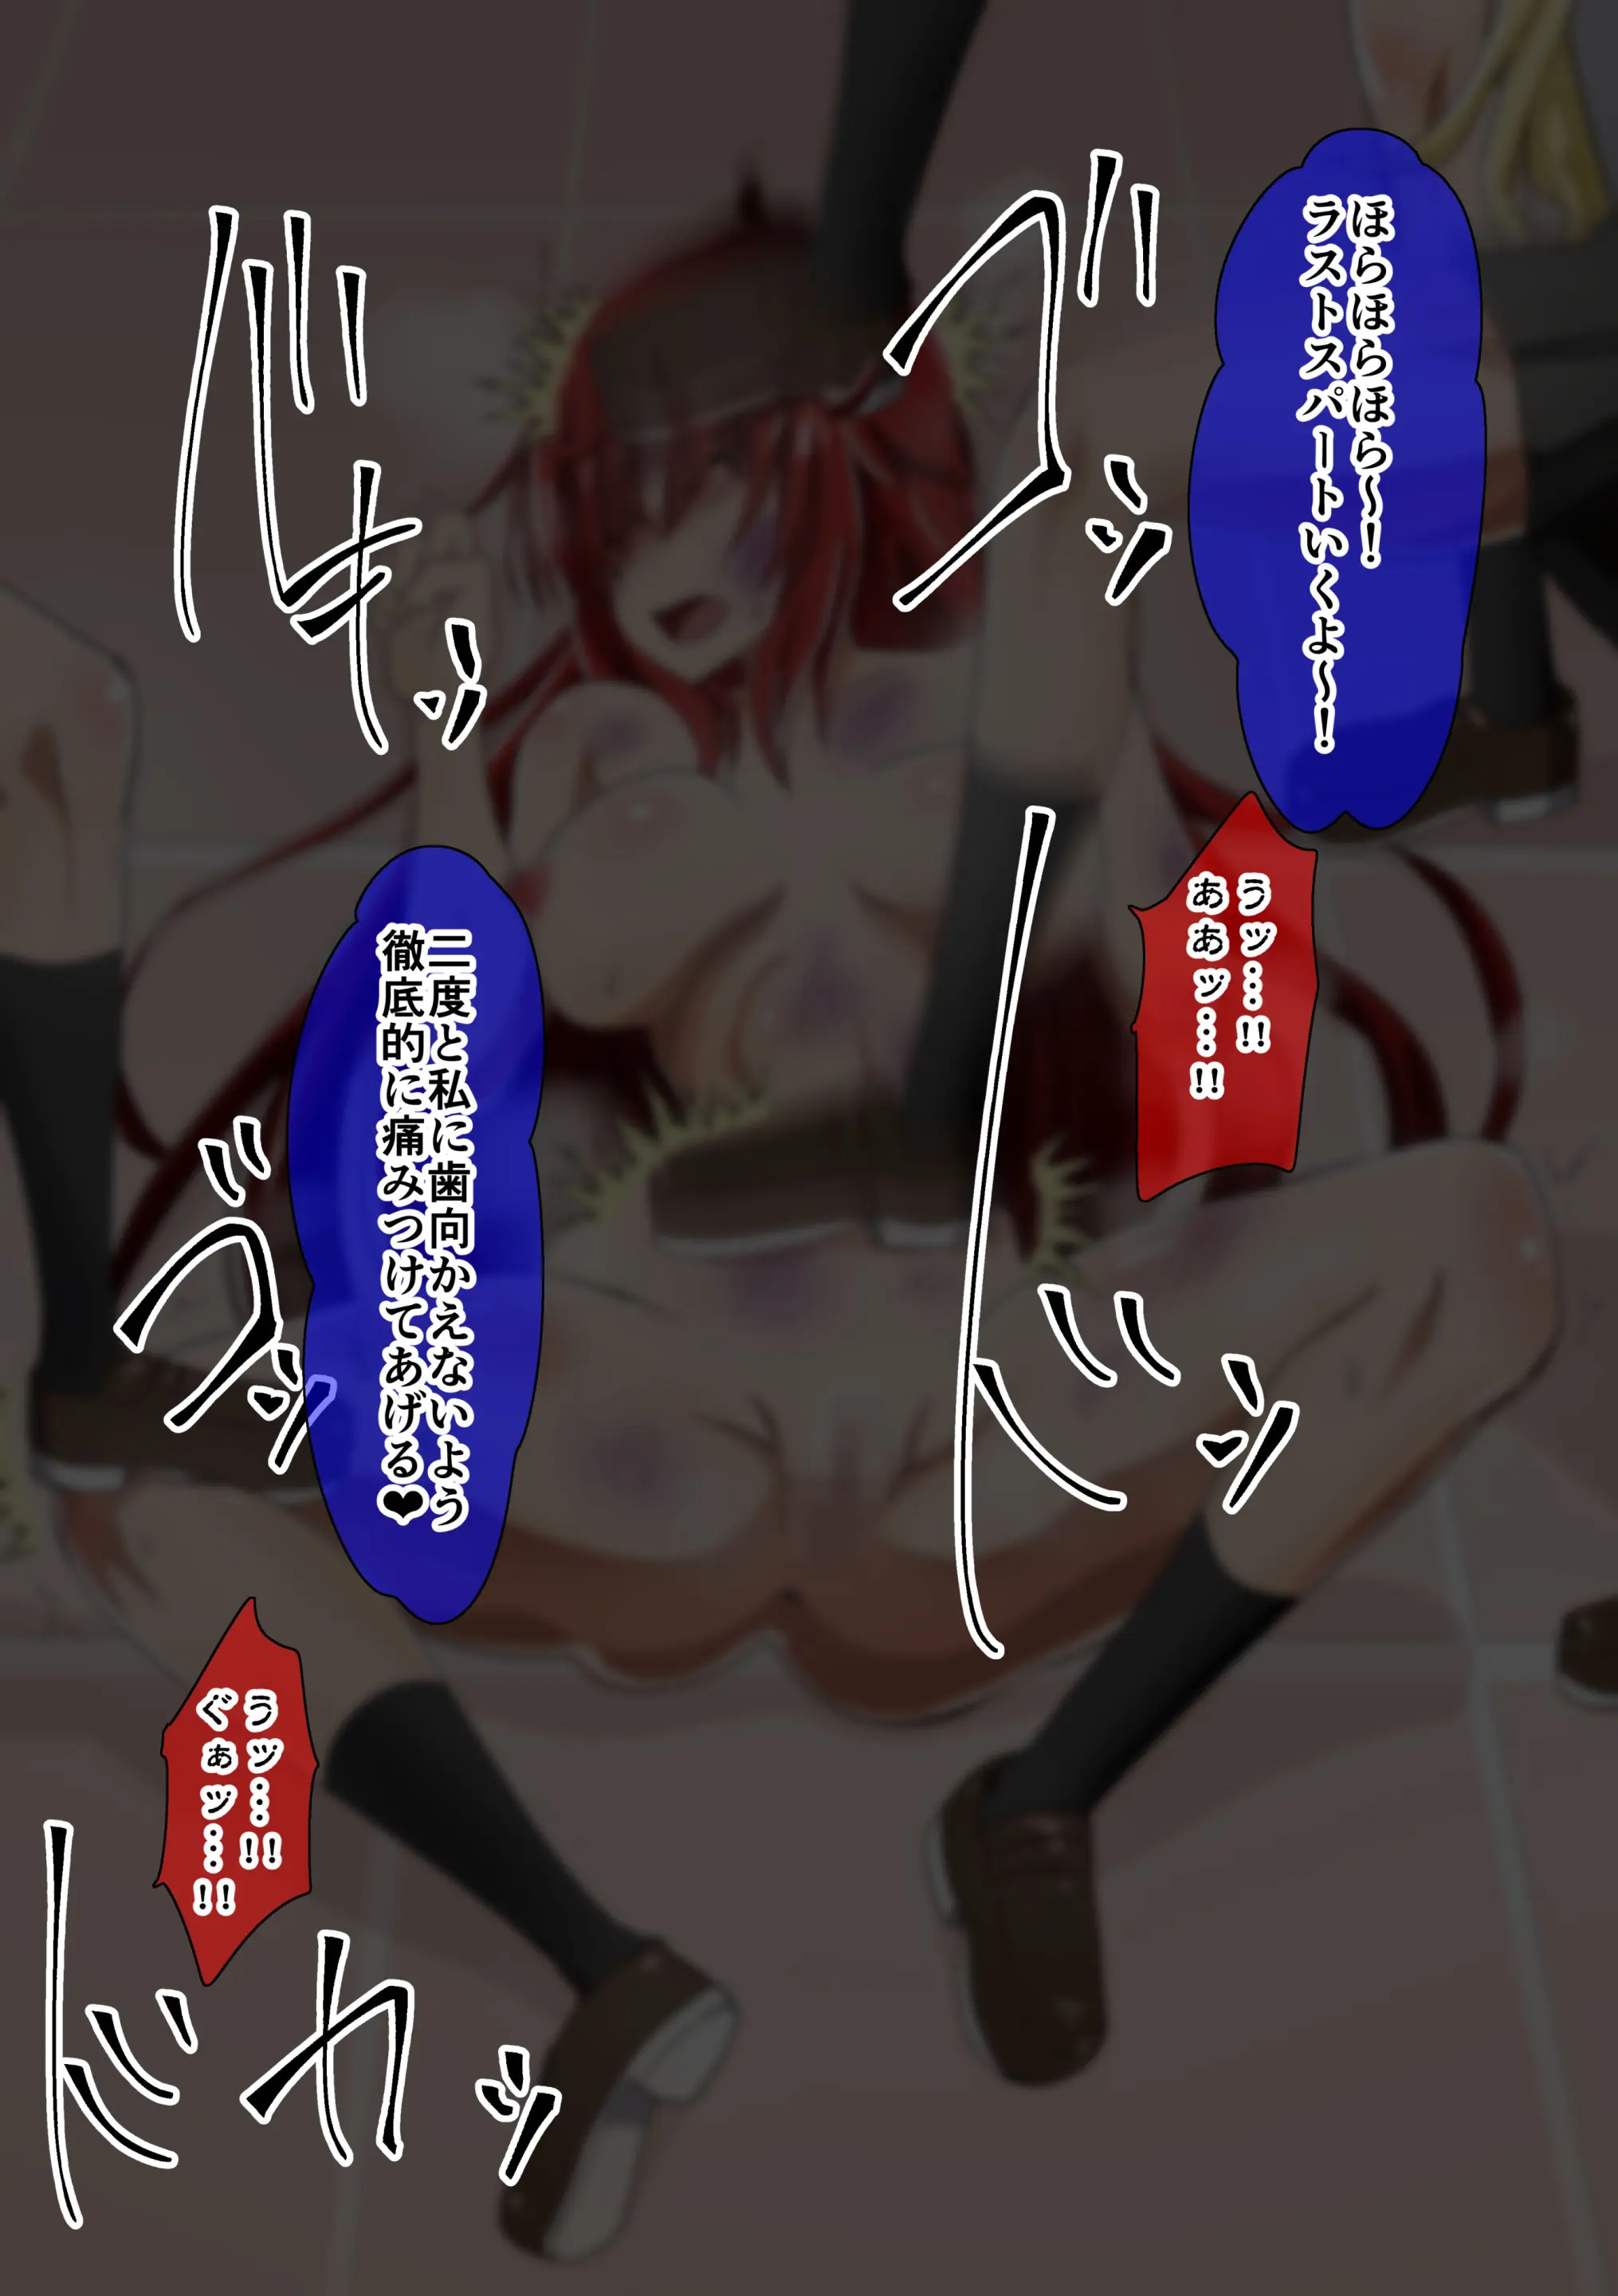 ほらほらほら～！
ラストスパートいくよ～！
ブッ
バキッ
うッ…!!
ああッ…!!
ドッ
二度と私に歯向かえないよう
徹底的に痛みつけてあげる♥
ブッ
うッ…!!
ぐぁッ…!!
ドカッ